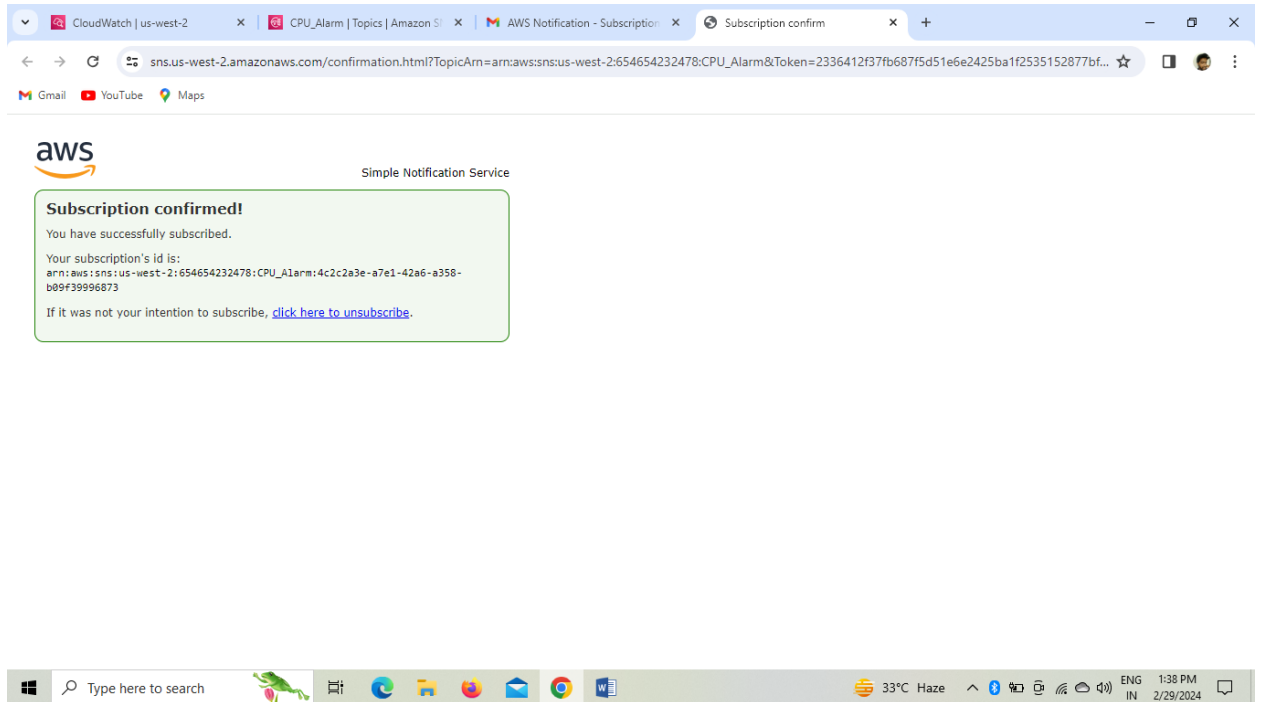 CloudWatch | us-west-2
CPU_Alarm | Topics | Amazon S
AWS Notification - Subscription
Subscription confirm
sns.us-west-2.amazonaws.com/confirmation.html?TopicArn=arn:aws:sns:us-west-2:654654232478:CPU_Alarm&Token=2336412f37fb687f5d51e6e2425ba1f2535152877bf...
Gmail
YouTube
Maps
aws
Simple Notification Service
Subscription confirmed!
You have successfully subscribed.
Your subscription's id is:
arn:aws:sns:us-west-2:654654232478:CPU_Alarm:4c2c2a3e-a7e1-42a6-a358-
b09f39996873
If it was not your intention to subscribe, click here to unsubscribe.
Type here to search
W
33°C Haze
ENG
IN
1:38 PM
2/29/2024